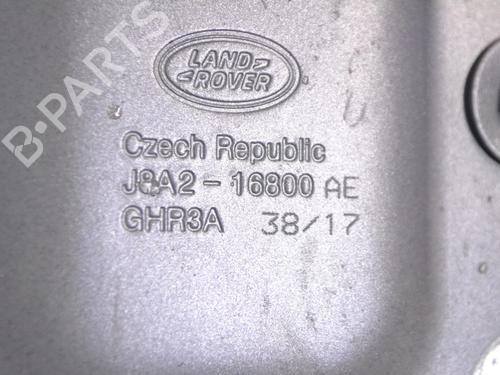 B-PARTS
LAND
ROVER
Czech Republic
J8A2-16800 AE
GHR3A 38/17